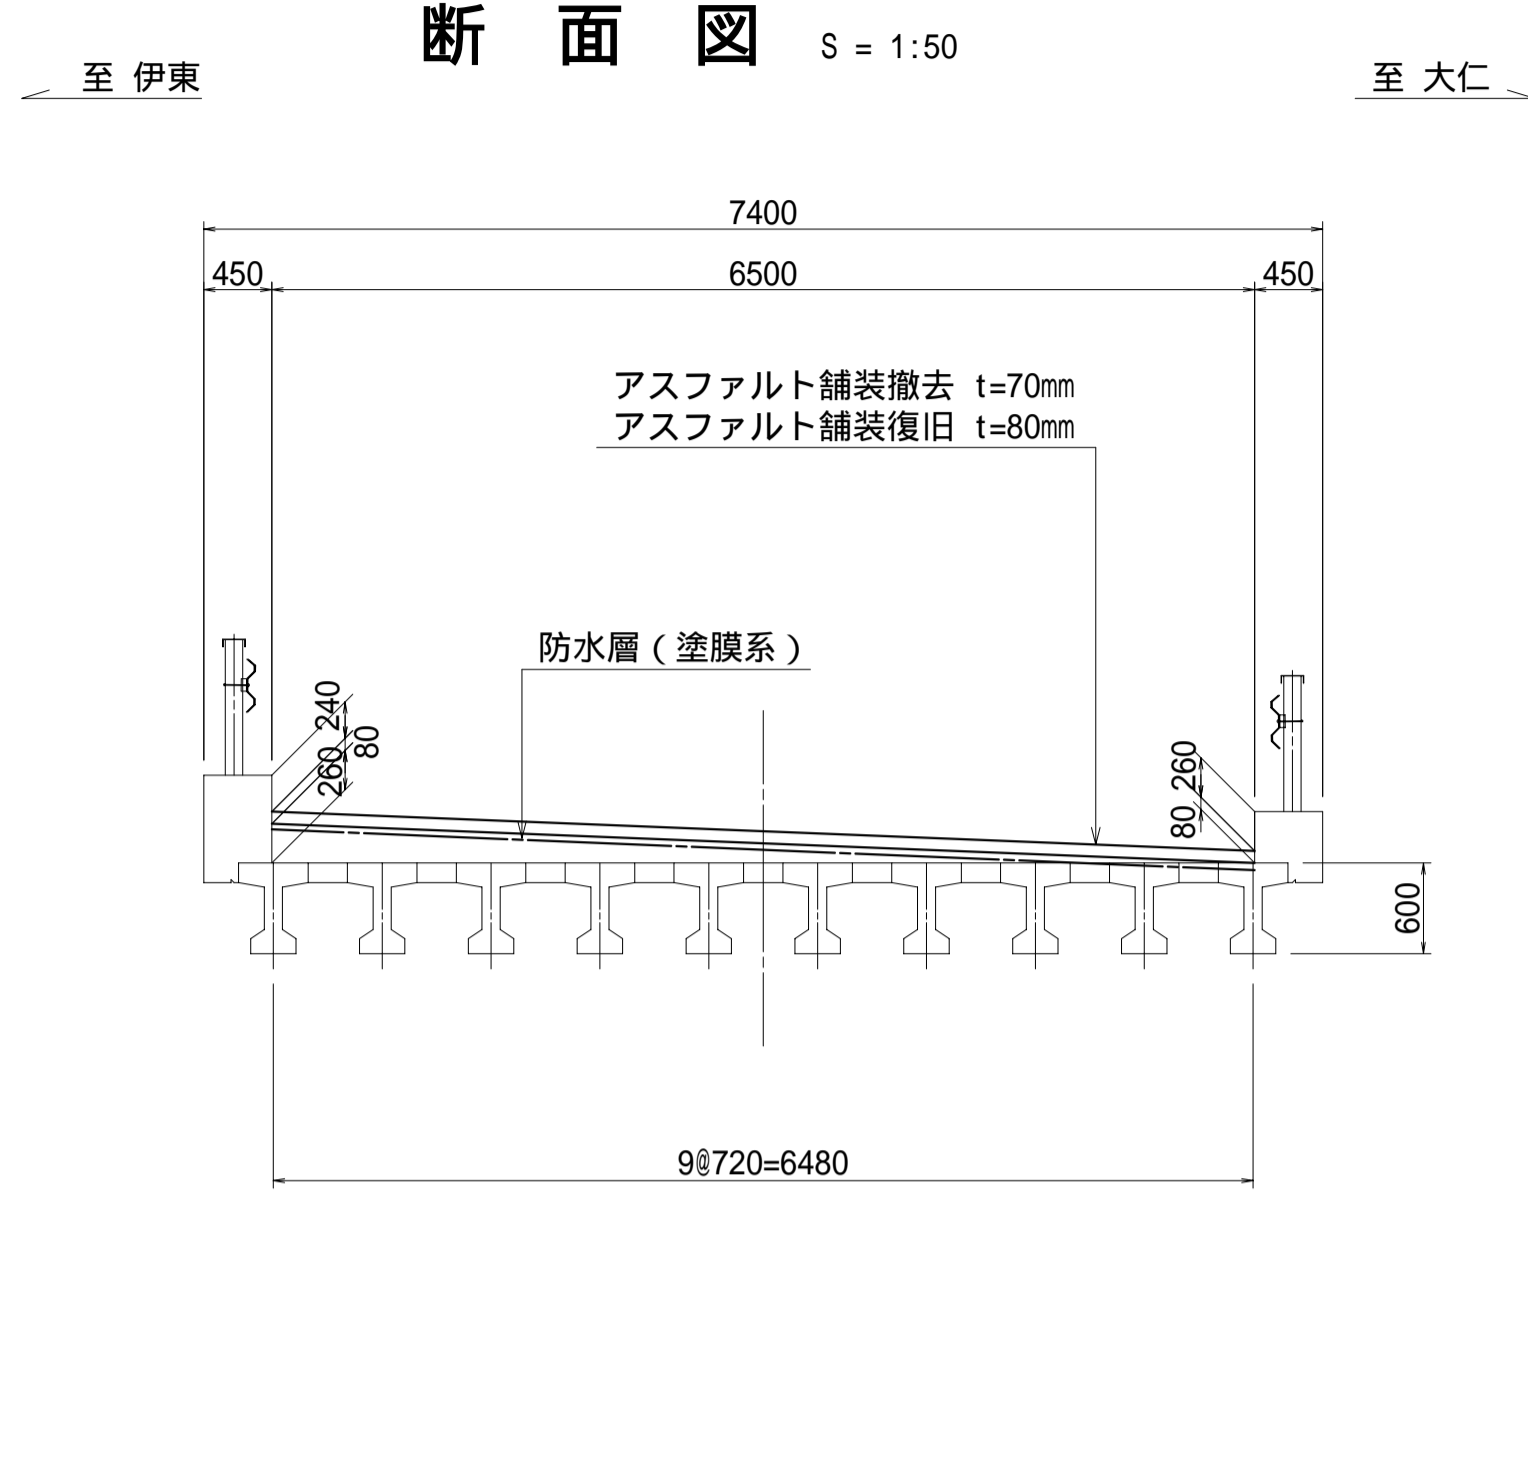 断 面 図 S = 1:50
至 伊東
至 大仁
7400
450
6500
450
アスファルト舗装撤去 t=70㎜
アスファルト舗装復旧 t=80㎜
防水層(塗膜系)
240
80
260
260
80
600
9@720=6480